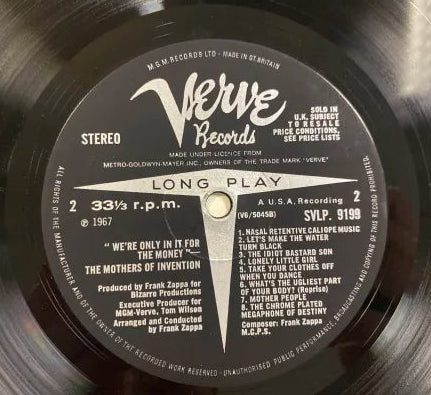 M.G.M. RECORDS LTD · MADE IN GT. BRITAIN
Verve
Records
STEREO
SOLD IN
U.K. SUBJECT
TO RESALE
PRICE CONDITIONS,
SEE PRICE LISTS
MADE UNDER LICENCE FROM
METRO-GOLDWYN-MAYER INC., OWNERS OF THE TRADE MARK "VERVE"
LONG PLAY
2 33⅓ r.p.m.
℗ 1967
A U.S.A. Recording 2
(V6/5045B) SVLP. 9199
"WE'RE ONLY IN IT FOR
THE MONEY"—
THE MOTHERS OF INVENTION
Produced by Frank Zappa for
Bizarro Productions
Executive Producer for
MGM-Verve, Tom Wilson
Arranged and Conducted
by Frank Zappa
1. NASAL RETENTIVE CALIOPE MUSIC
2. LET'S MAKE THE WATER
TURN BLACK
3. THE IDIOT BASTARD SON
4. LONELY LITTLE GIRL
5. TAKE YOUR CLOTHES OFF
WHEN YOU DANCE
6. WHAT'S THE UGLIEST PART
OF YOUR BODY? (Reprise)
7. MOTHER PEOPLE
8. THE CHROME PLATED
MEGAPHONE OF DESTINY
Composer: Frank Zappa
M.C.P.S.
ALL RIGHTS OF THE MANUFACTURER AND OF THE OWNER OF THE RECORDED WORK RESERVED · UNAUTHORISED PUBLIC PERFORMANCE, BROADCASTING AND COPYING OF THIS RECORD PROHIBITED